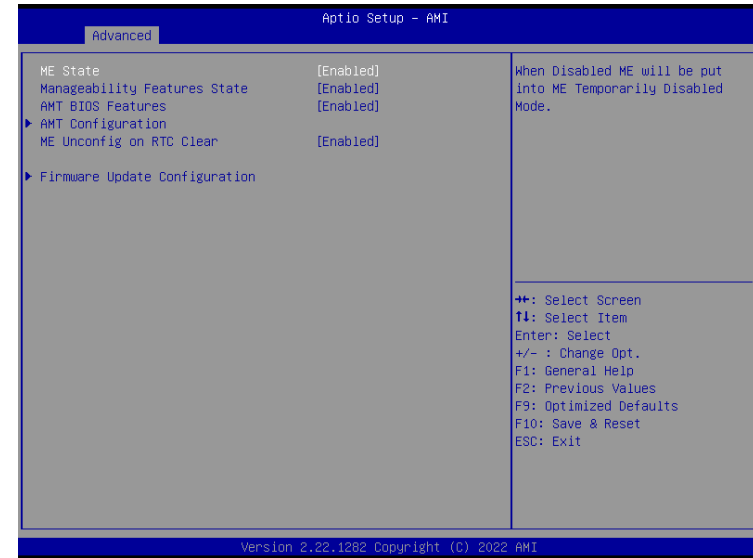 Aptio Setup – AMI
Advanced
ME State [Enabled]
Manageability Features State [Enabled]
AMT BIOS Features [Enabled]
▶ AMT Configuration
ME Unconfig on RTC Clear [Enabled]
▶ Firmware Update Configuration
When Disabled ME will be put
into ME Temporarily Disabled
Mode.
→←: Select Screen
↑↓: Select Item
Enter: Select
+/- : Change Opt.
F1: General Help
F2: Previous Values
F9: Optimized Defaults
F10: Save & Reset
ESC: Exit
Version 2.22.1282 Copyright (C) 2022 AMI